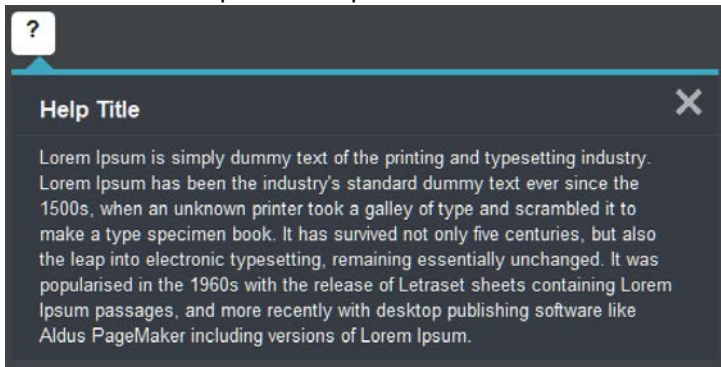 ?
Help Title
Lorem Ipsum is simply dummy text of the printing and typesetting industry.
Lorem Ipsum has been the industry's standard dummy text ever since the
1500s, when an unknown printer took a galley of type and scrambled it to
make a type specimen book. It has survived not only five centuries, but also
the leap into electronic typesetting, remaining essentially unchanged. It was
popularised in the 1960s with the release of Letraset sheets containing Lorem
Ipsum passages, and more recently with desktop publishing software like
Aldus PageMaker including versions of Lorem Ipsum.